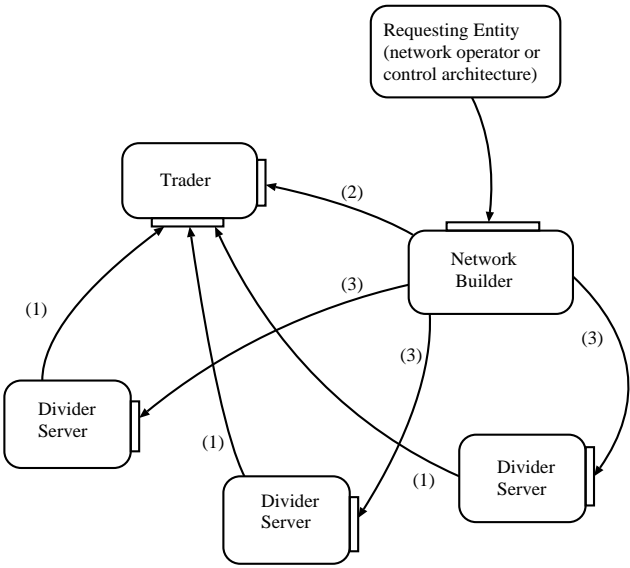 Requesting Entity
(network operator or
control architecture)
Trader
(2)
Network
Builder
(3)
(1)
(3)
(3)
Divider
Server
(1)
(1)
Divider
Server
Divider
Server